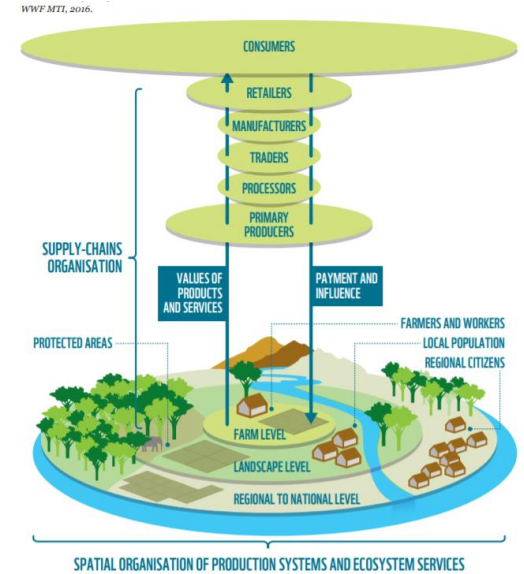 WWF MTI, 2016.
CONSUMERS
RETAILERS
MANUFACTURERS
TRADERS
PROCESSORS
PRIMARY
PRODUCERS
SUPPLY-CHAINS
ORGANISATION
VALUES OF
PRODUCTS
AND SERVICES
PAYMENT AND
INFLUENCE
FARMERS AND WORKERS
PROTECTED AREAS
LOCAL POPULATION
REGIONAL CITIZENS
FARM LEVEL
LANDSCAPE LEVEL
REGIONAL TO NATIONAL LEVEL
SPATIAL ORGANISATION OF PRODUCTION SYSTEMS AND ECOSYSTEM SERVICES